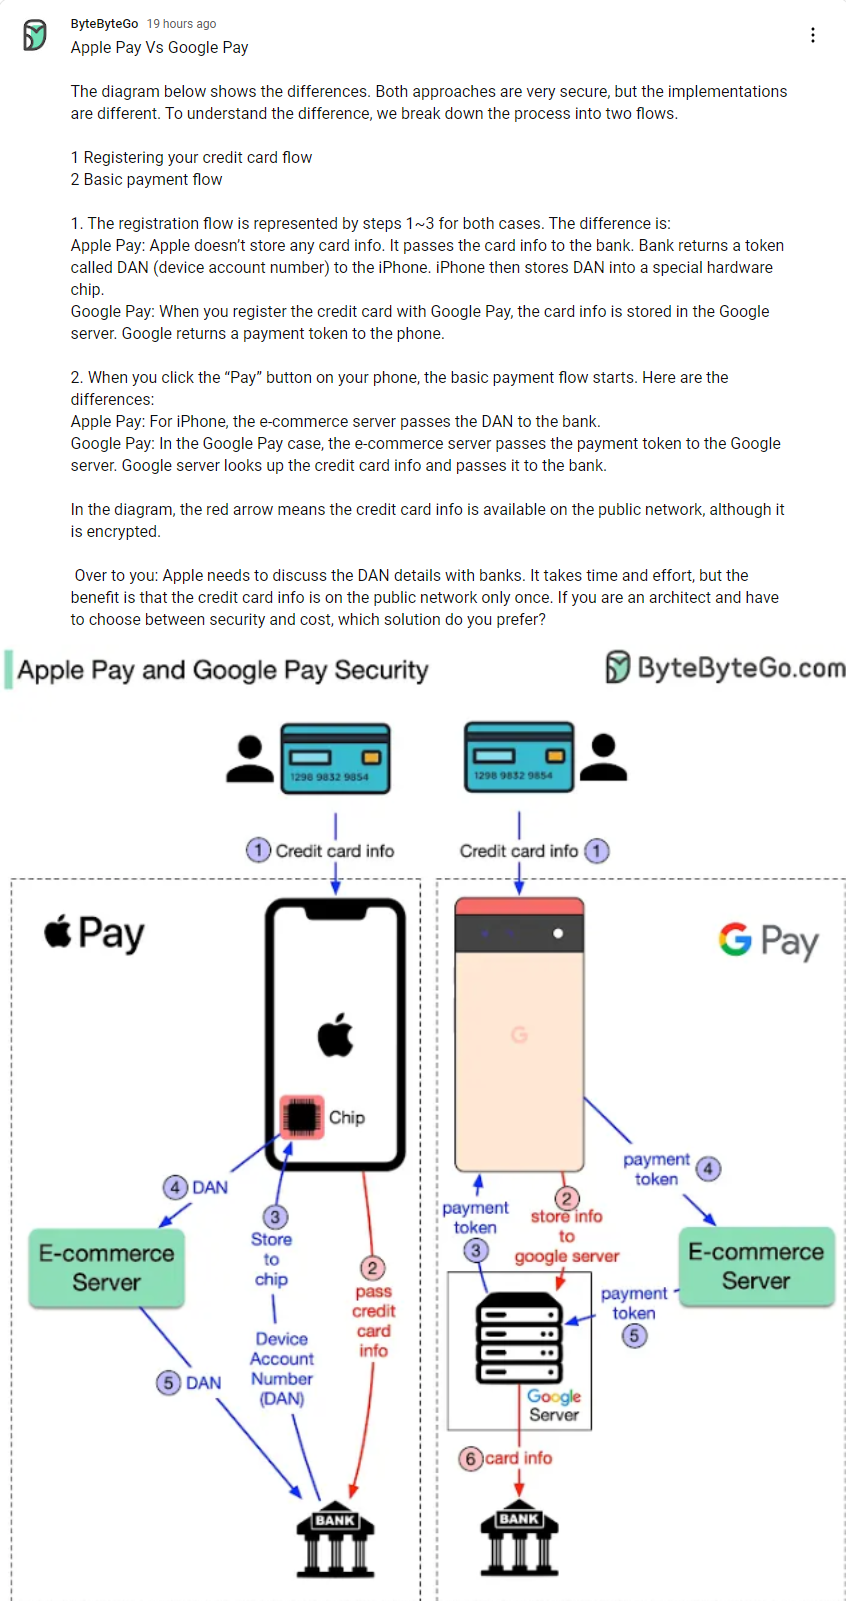 ByteByteGo 19 hours ago
Apple Pay Vs Google Pay
The diagram below shows the differences. Both approaches are very secure, but the implementations
are different. To understand the difference, we break down the process into two flows.
1 Registering your credit card flow
2 Basic payment flow
1. The registration flow is represented by steps 1~3 for both cases. The difference is:
Apple Pay: Apple doesn’t store any card info. It passes the card info to the bank. Bank returns a token
called DAN (device account number) to the iPhone. iPhone then stores DAN into a special hardware
chip.
Google Pay: When you register the credit card with Google Pay, the card info is stored in the Google
server. Google returns a payment token to the phone.
2. When you click the “Pay” button on your phone, the basic payment flow starts. Here are the
differences:
Apple Pay: For iPhone, the e-commerce server passes the DAN to the bank.
Google Pay: In the Google Pay case, the e-commerce server passes the payment token to the Google
server. Google server looks up the credit card info and passes it to the bank.
In the diagram, the red arrow means the credit card info is available on the public network, although it
is encrypted.
Over to you: Apple needs to discuss the DAN details with banks. It takes time and effort, but the
benefit is that the credit card info is on the public network only once. If you are an architect and have
to choose between security and cost, which solution do you prefer?
Apple Pay and Google Pay Security
ByteByteGo.com
1298 9832 9854
1298 9832 9854
1 Credit card info
Credit card info 1
Pay
G Pay
G
Chip
4 DAN
3
Store
to
chip
2
pass
credit
card
info
E-commerce
Server
Device
Account
Number
(DAN)
5 DAN
BANK
payment
token
4
payment
token
3
2
store info
to
google server
E-commerce
Server
payment
token
5
Google
Server
6 card info
BANK